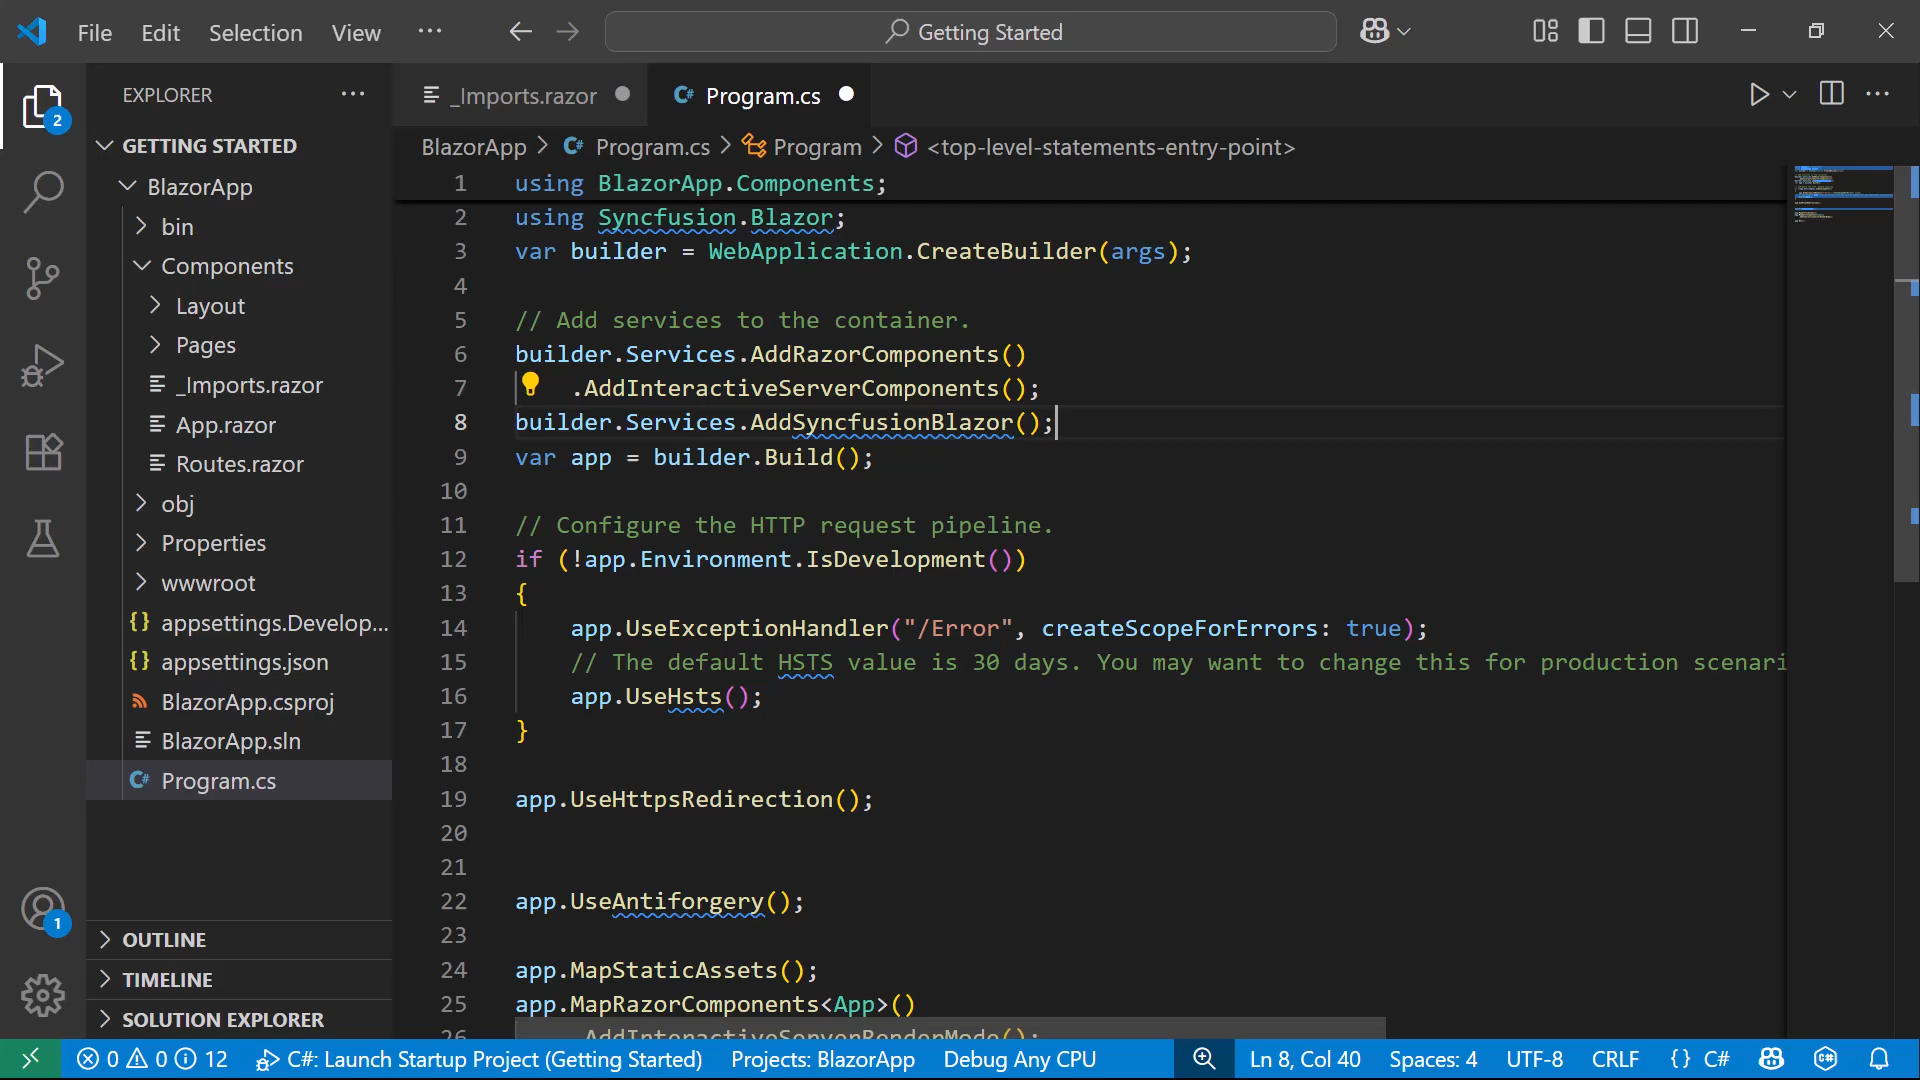 File Edit Selection View ··· Getting Started
EXPLORER ···
_Imports.razor
Program.cs
2
GETTING STARTED
BlazorApp
bin
Components
Layout
Pages
_Imports.razor
App.razor
Routes.razor
obj
Properties
wwwroot
appsettings.Develop...
appsettings.json
BlazorApp.csproj
BlazorApp.sln
Program.cs
1
OUTLINE
TIMELINE
SOLUTION EXPLORER
BlazorApp > Program.cs > Program > <top-level-statements-entry-point>
1 using BlazorApp.Components;
2 using Syncfusion.Blazor;
3 var builder = WebApplication.CreateBuilder(args);
4
5 // Add services to the container.
6 builder.Services.AddRazorComponents()
7 .AddInteractiveServerComponents();
8 builder.Services.AddSyncfusionBlazor();
9 var app = builder.Build();
10
11 // Configure the HTTP request pipeline.
12 if (!app.Environment.IsDevelopment())
13 {
14 app.UseExceptionHandler("/Error", createScopeForErrors: true);
15 // The default HSTS value is 30 days. You may want to change this for production scenari
16 app.UseHsts();
17 }
18
19 app.UseHttpsRedirection();
20
21
22 app.UseAntiforgery();
23
24 app.MapStaticAssets();
25 app.MapRazorComponents<App>()
26 .AddInteractiveServerRenderMode();
0 0 12 C#: Launch Startup Project (Getting Started) Projects: BlazorApp Debug Any CPU Ln 8, Col 40 Spaces: 4 UTF-8 CRLF {} C#